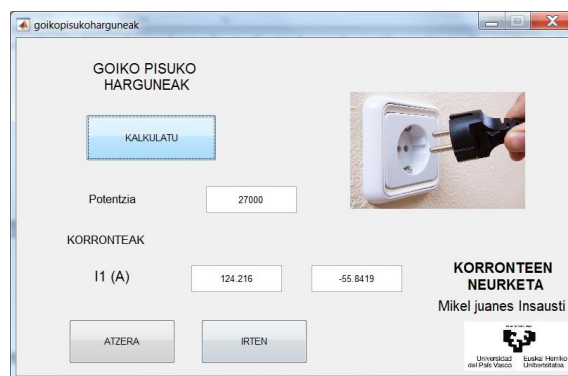 goikopisukoharguneak
GOIKO PISUKO
HARGUNEAK
KALKULATU
Potentzia
27000
KORRONTEAK
I1 (A)
124.216
-55.8419
KORRONTEEN
NEURKETA
Mikel juanes Insausti
ATZERA
IRTEN
Universidad
del País Vasco
Euskal Herriko
Unibertsitatea